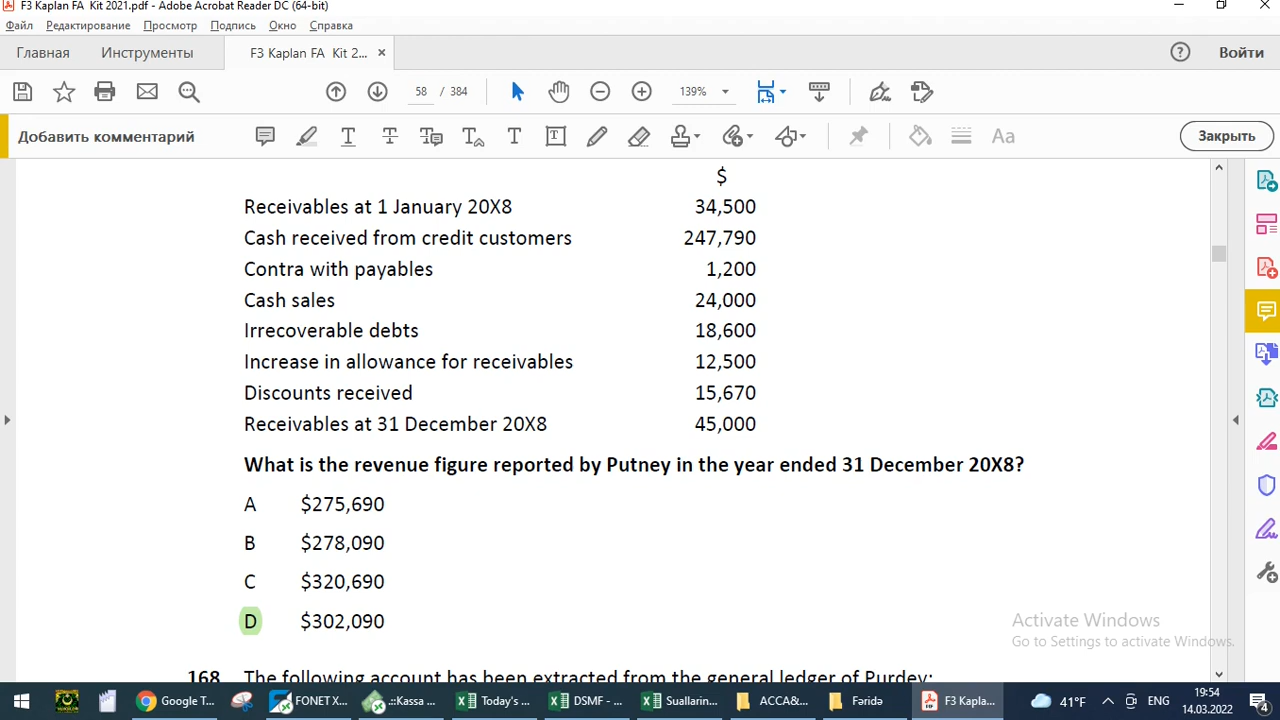 F3 Kaplan FA  Kit 2021.pdf - Adobe Acrobat Reader DC (64-bit)
Файл Редактирование Просмотр Подпись Окно Справка
Главная Инструменты F3 Kaplan FA  Kit 2... Войти
58 / 384 139%
Добавить комментарий Закрыть
$
Receivables at 1 January 20X8 34,500
Cash received from credit customers 247,790
Contra with payables 1,200
Cash sales 24,000
Irrecoverable debts 18,600
Increase in allowance for receivables 12,500
Discounts received 15,670
Receivables at 31 December 20X8 45,000
What is the revenue figure reported by Putney in the year ended 31 December 20X8?
A $275,690
B $278,090
C $320,690
D $302,090
Activate Windows
Go to Settings to activate Windows.
168 The following account has been extracted from the general ledger of Purdey:
Google T... FONET X... :::Kassa ... Today's ... DSMF - ... Suallarin... ACCA&... Fəridə F3 Kapla... 41°F ENG 19:54
14.03.2022 4